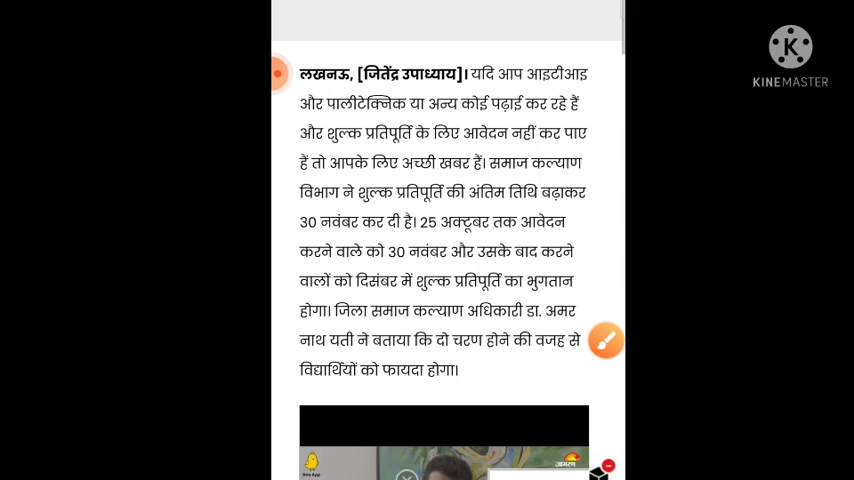 KINEMASTER
लखनऊ, [जितेंद्र उपाध्याय]। यदि आप आइटीआइ
और पालीटेक्निक या अन्य कोई पढ़ाई कर रहे हैं
और शुल्क प्रतिपूर्ति के लिए आवेदन नहीं कर पाए
हैं तो आपके लिए अच्छी खबर हैं। समाज कल्याण
विभाग ने शुल्क प्रतिपूर्ति की अंतिम तिथि बढ़ाकर
30 नवंबर कर दी है। 25 अक्टूबर तक आवेदन
करने वाले को 30 नवंबर और उसके बाद करने
वालों को दिसंबर में शुल्क प्रतिपूर्ति का भुगतान
होगा। जिला समाज कल्याण अधिकारी डा. अमर
नाथ यती ने बताया कि दो चरण होने की वजह से
विद्यार्थियों को फायदा होगा।
जागरण